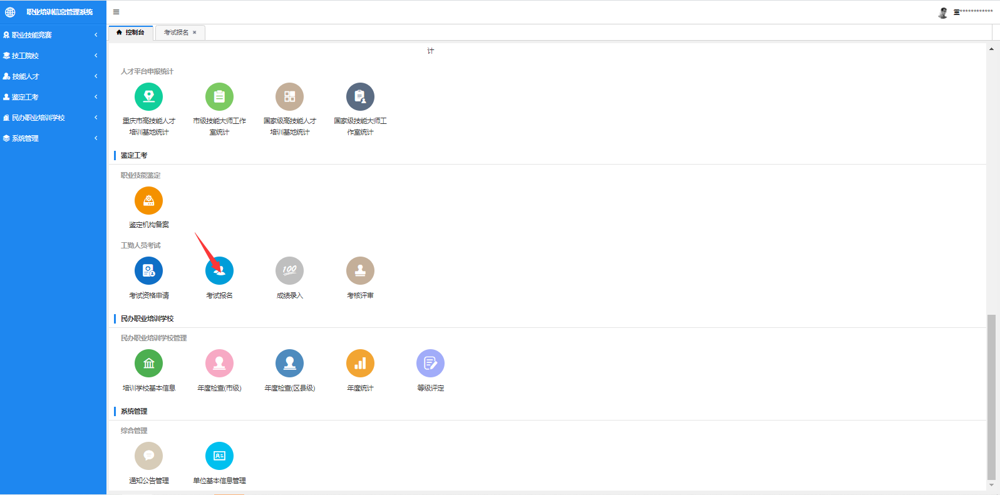 职业培训信息管理系统
************
职业技能竞赛
技工院校
技能人才
鉴定工考
民办职业培训学校
系统管理
控制台
考试报名
计
人才平台申报统计
重庆市高技能人才
培训基地统计
市级技能大师工作
室统计
国家级高技能人才
培训基地统计
国家级技能大师工
作室统计
鉴定工考
职业技能鉴定
鉴定机构备案
工勤人员考试
100
考试资格申请
考试报名
成绩录入
考核评审
民办职业培训学校
民办职业培训学校管理
培训学校基本信息
年度检查(市级)
年度检查(区县级)
年度统计
等级评定
系统管理
综合管理
通知公告管理
单位基本信息管理